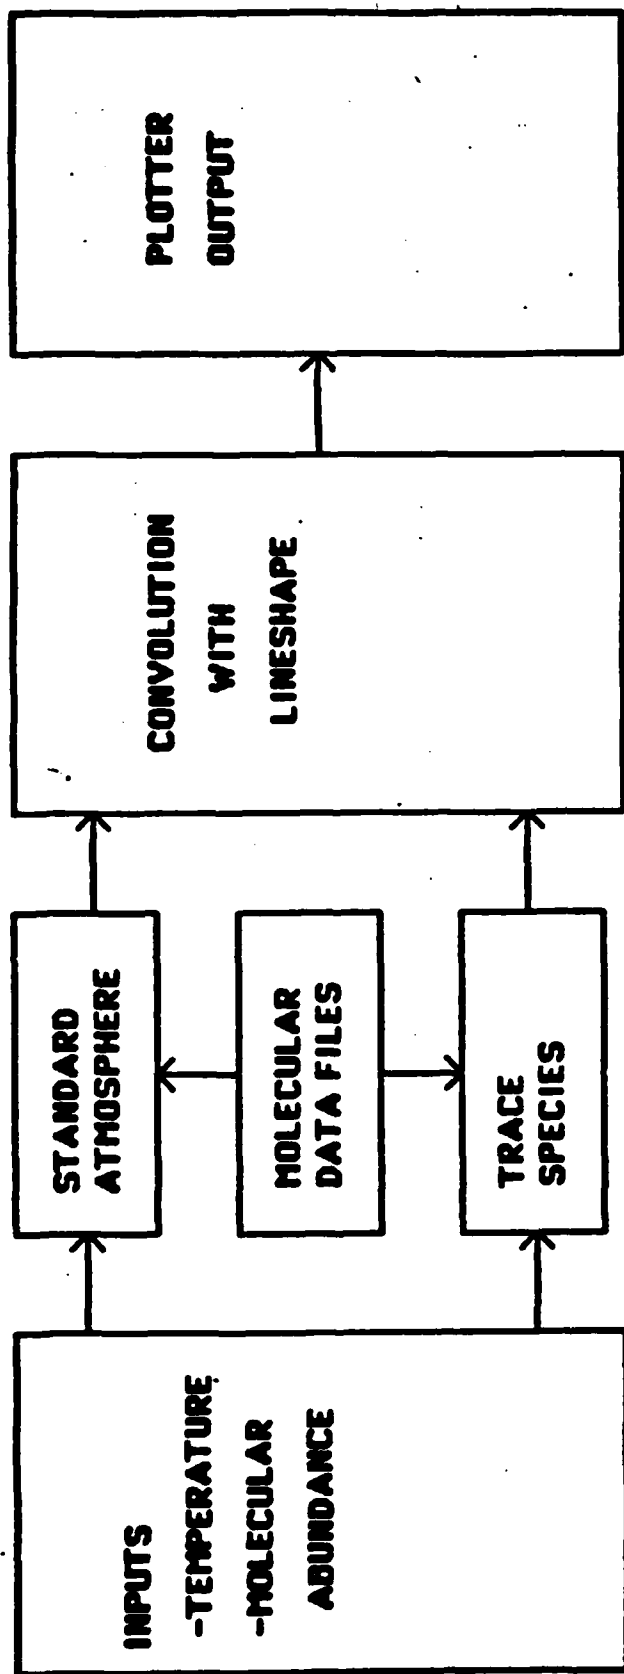 INPUTS
-TEMPERATURE
-MOLECULAR
ABUNDANCE
STANDARD
ATMOSPHERE
MOLECULAR
DATA FILES
TRACE
SPECIES
CONVOLUTION
WITH
LINESHAPE
PLOTTER
OUTPUT